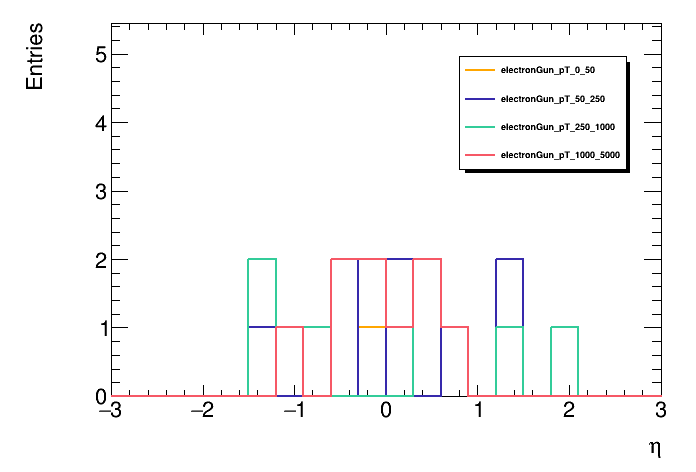 Entries
5
4
3
2
1
0
−3 −2 −1 0 1 2 3
η
electronGun_pT_0_50
electronGun_pT_50_250
electronGun_pT_250_1000
electronGun_pT_1000_5000